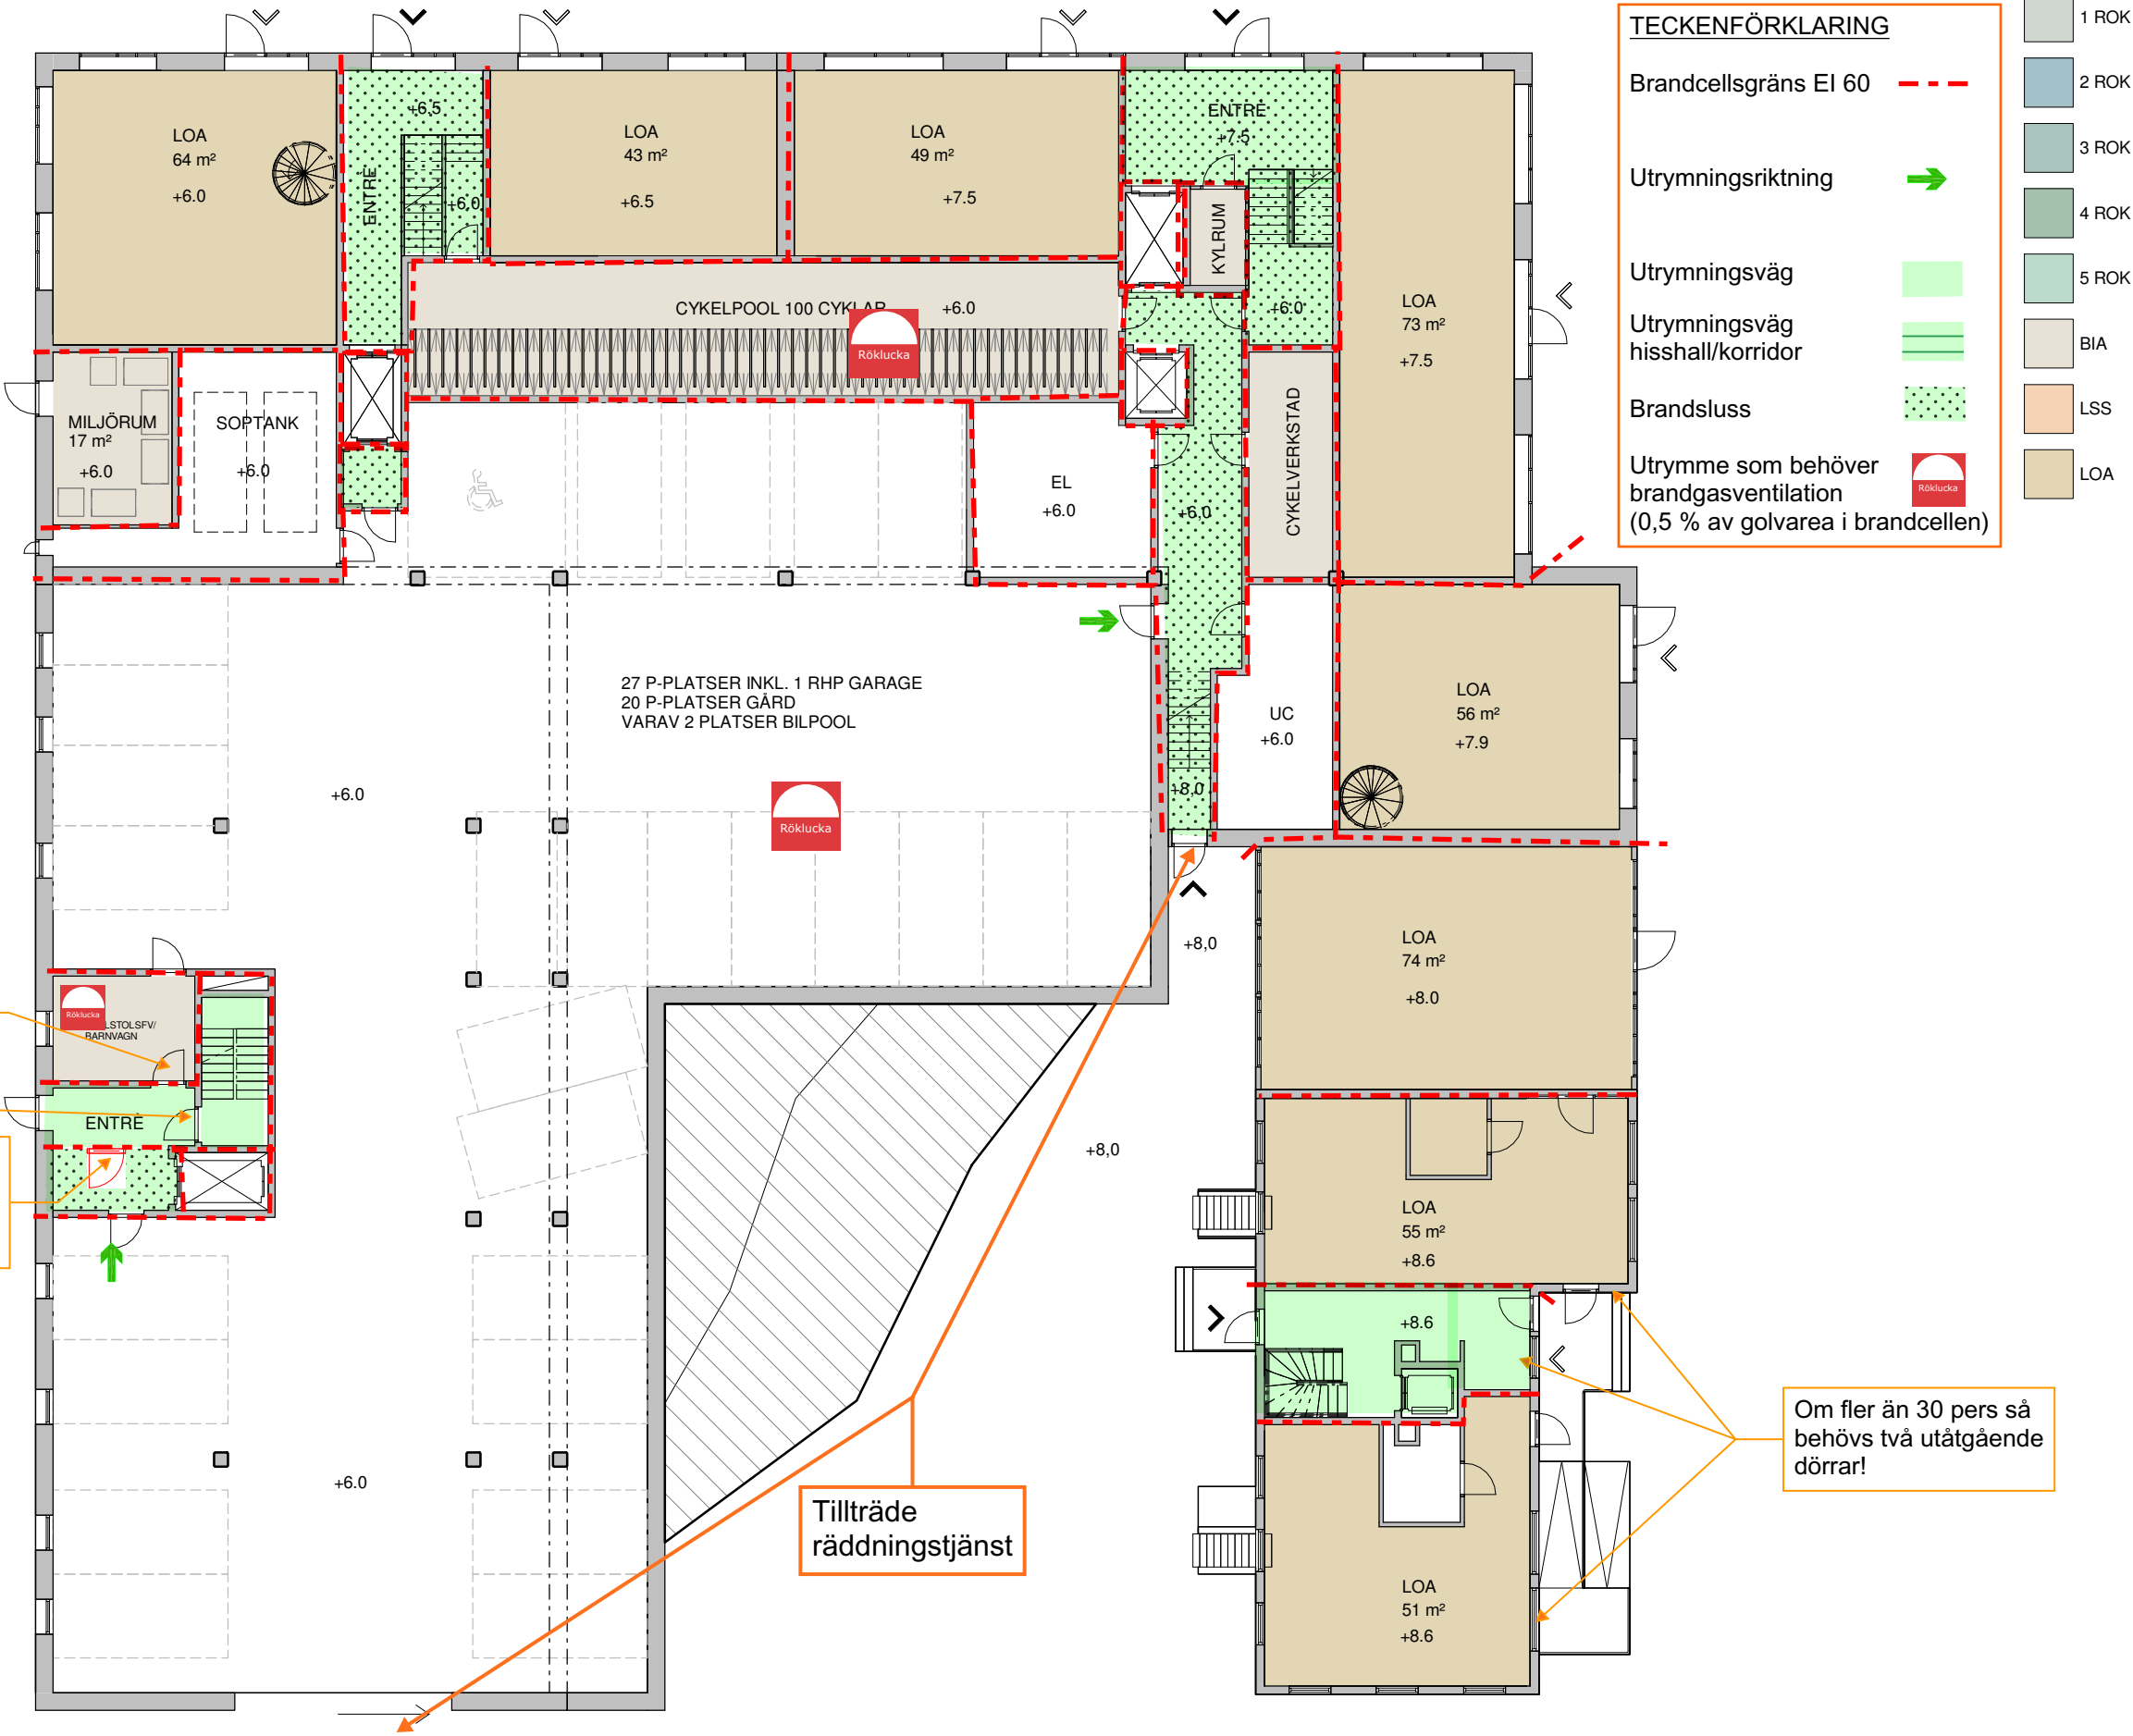 TECKENFÖRKLARING
Brandcellsgräns EI 60
Utrymningsriktning
Utrymningsväg
Utrymningsväg
hisshall/korridor
Brandsluss
Utrymme som behöver
brandgasventilation
(0,5 % av golvarea i brandcellen)
Röklucka
1 ROK
2 ROK
3 ROK
4 ROK
5 ROK
BIA
LSS
LOA
LOA
64 m²
+6.0
+6.5
ENTRÉ
+6.0
LOA
43 m²
+6.5
LOA
49 m²
+7.5
ENTRÉ
+7.5
KYLRUM
+6.0
LOA
73 m²
+7.5
CYKELPOOL 100 CYKLAR
+6.0
Röklucka
MILJÖRUM
17 m²
+6.0
SOPTANK
+6.0
EL
+6.0
+6,0
CYKELVERKSTAD
27 P-PLATSER INKL. 1 RHP GARAGE
20 P-PLATSER GÅRD
VARAV 2 PLATSER BILPOOL
+6.0
Röklucka
UC
+6.0
+8,0
LOA
56 m²
+7.9
+8,0
LOA
74 m²
+8.0
Röklucka
LSTOLSFV/
BARNVAGN
ENTRÉ
+8,0
LOA
55 m²
+8.6
+8.6
Om fler än 30 pers så
behövs två utåtgående
dörrar!
+6.0
Tillträde
räddningstjänst
LOA
51 m²
+8.6